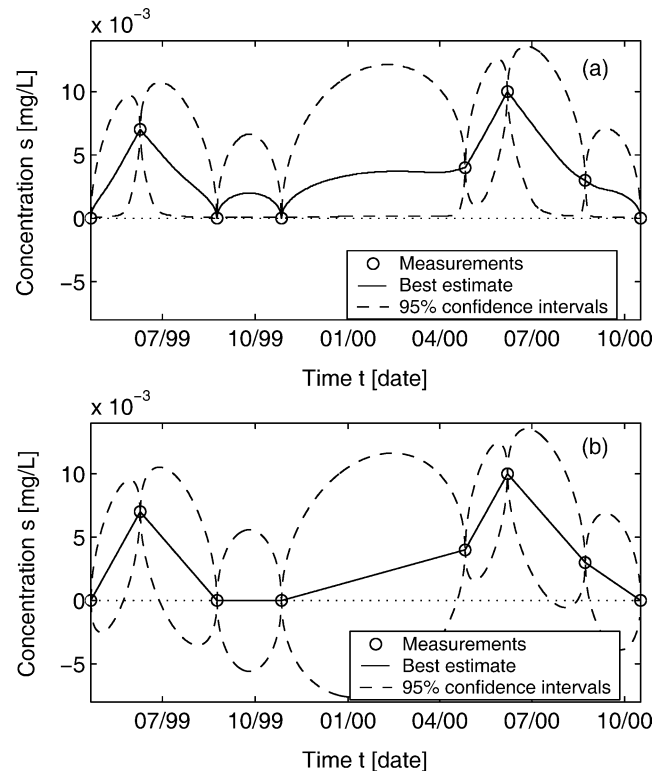 x 10⁻³
(a)
10
5
0
−5
Concentration s [mg/L]
Measurements
Best estimate
95% confidence intervals
07/99 10/99 01/00 04/00 07/00 10/00
Time t [date]
x 10⁻³
(b)
10
5
0
−5
Concentration s [mg/L]
Measurements
Best estimate
95% confidence intervals
07/99 10/99 01/00 04/00 07/00 10/00
Time t [date]